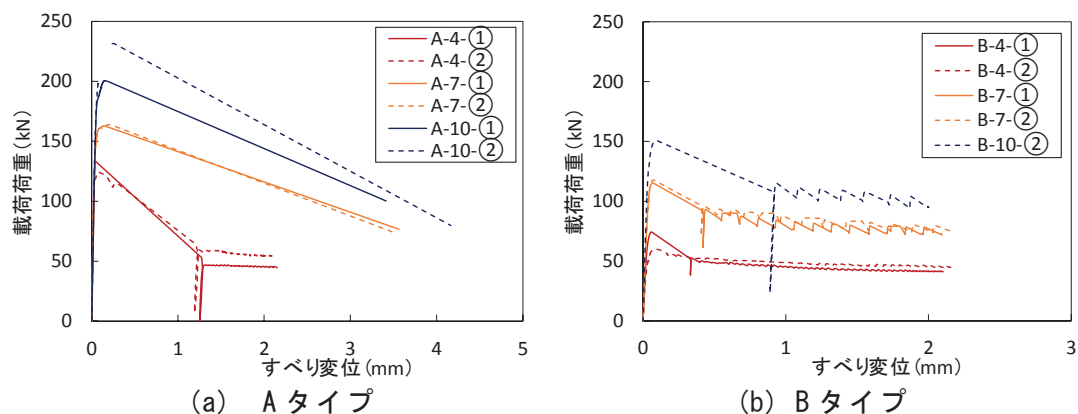 250
200
150
100
50
0
載荷荷重(kN)
0 1 2 3 4 5
すべり変位(mm)
A-4-①
A-4-②
A-7-①
A-7-②
A-10-①
A-10-②
(a) Aタイプ
250
200
150
100
50
0
載荷荷重(kN)
0 1 2 3
すべり変位(mm)
B-4-①
B-4-②
B-7-①
B-7-②
B-10-②
(b) Bタイプ